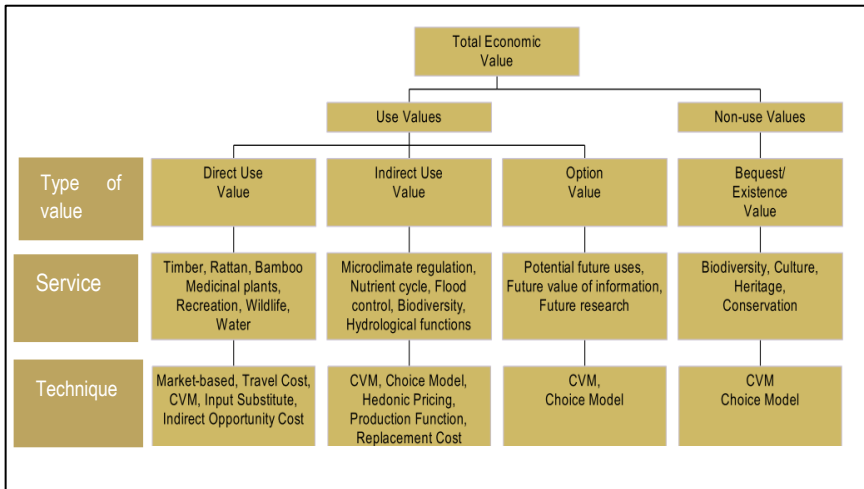 Total Economic
Value
Use Values
Non-use Values
Type of
value
Direct Use
Value
Indirect Use
Value
Option
Value
Bequest/
Existence
Value
Service
Timber, Rattan, Bamboo
Medicinal plants,
Recreation, Wildlife,
Water
Microclimate regulation,
Nutrient cycle, Flood
control, Biodiversity,
Hydrological functions
Potential future uses,
Future value of information,
Future research
Biodiversity, Culture,
Heritage,
Conservation
Technique
Market-based, Travel Cost,
CVM, Input Substitute,
Indirect Opportunity Cost
CVM, Choice Model,
Hedonic Pricing,
Production Function,
Replacement Cost
CVM,
Choice Model
CVM
Choice Model